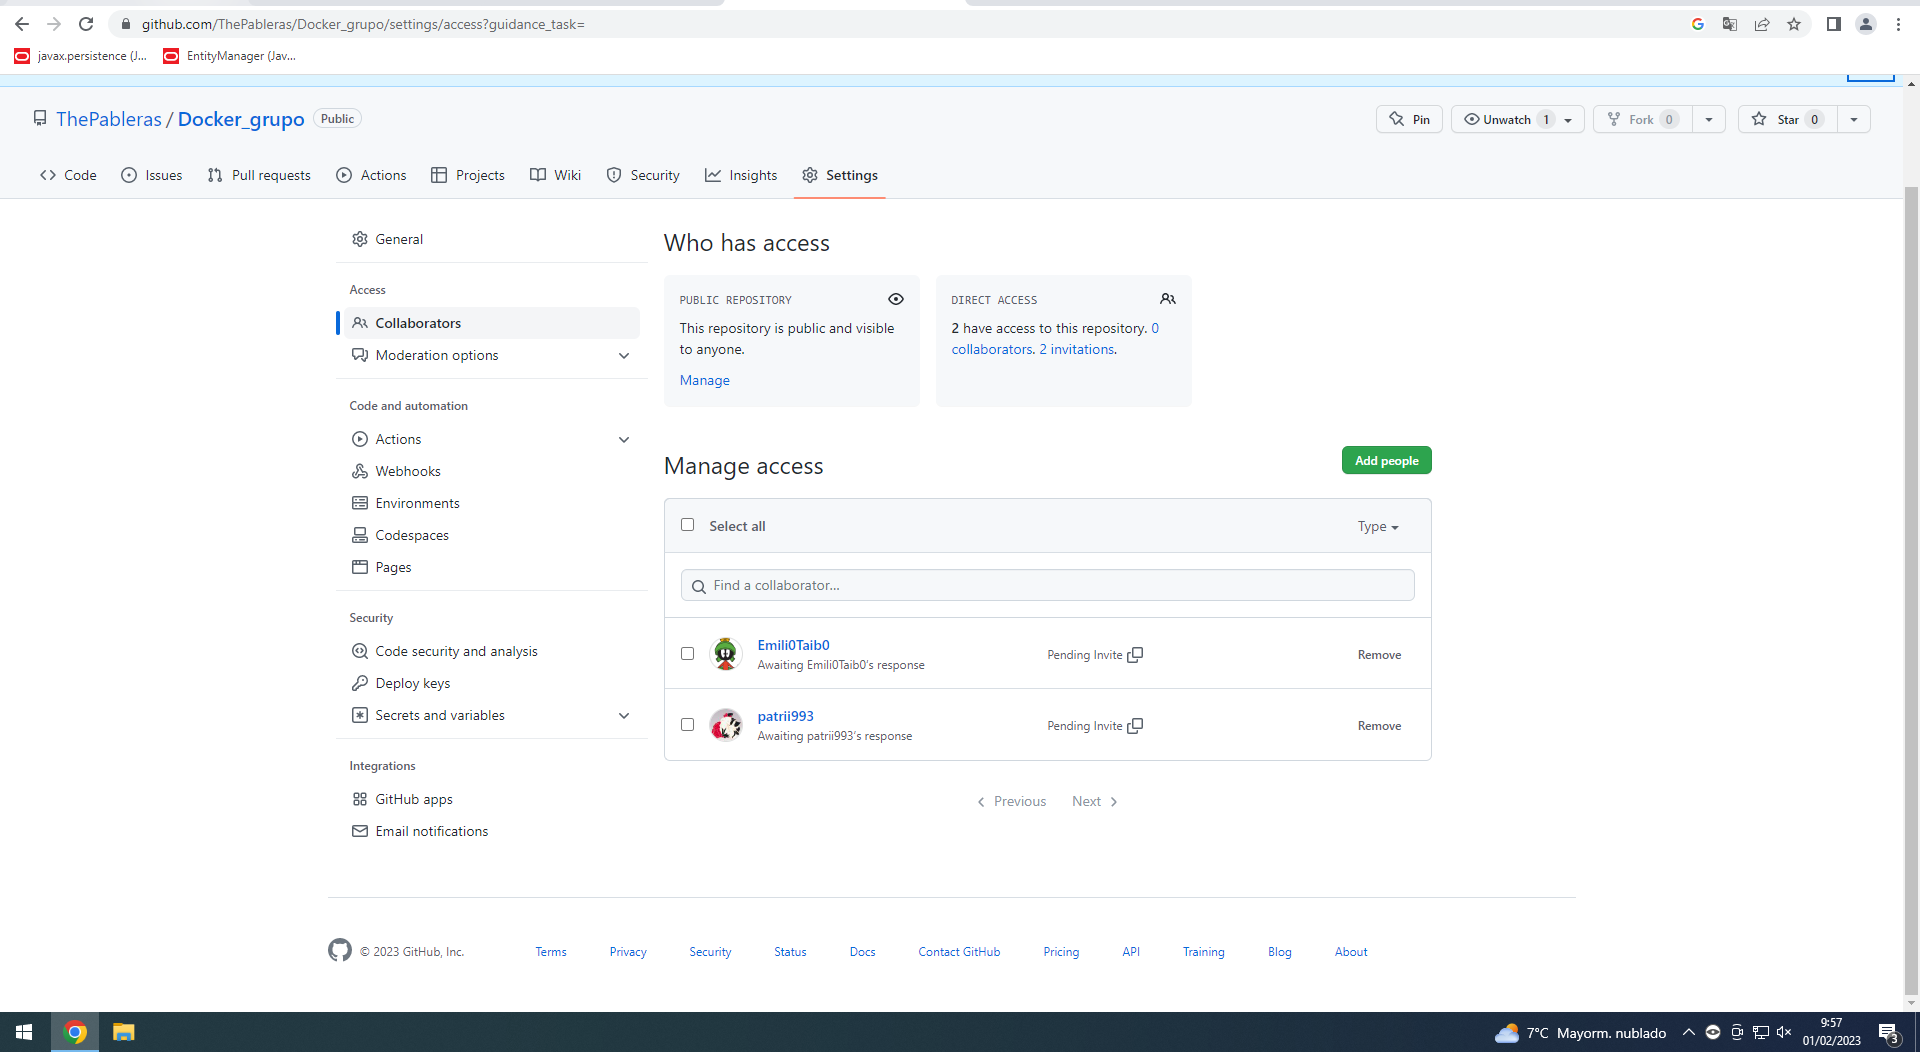 github.com/ThePableras/Docker_grupo/settings/access?guidance_task=
javax.persistence (J... EntityManager (Jav...
ThePableras / Docker_grupo Public
Pin Unwatch 1 Fork 0 Star 0
Code Issues Pull requests Actions Projects Wiki Security Insights Settings
General
Access
Collaborators
Moderation options
Code and automation
Actions
Webhooks
Environments
Codespaces
Pages
Security
Code security and analysis
Deploy keys
Secrets and variables
Integrations
GitHub apps
Email notifications
Who has access
PUBLIC REPOSITORY
This repository is public and visible
to anyone.
Manage
DIRECT ACCESS
2 have access to this repository. 0
collaborators. 2 invitations.
Manage access
Add people
Select all Type
Find a collaborator...
Emili0Taib0
Awaiting Emili0Taib0's response
Pending Invite
Remove
patrii993
Awaiting patrii993's response
Pending Invite
Remove
Previous Next
© 2023 GitHub, Inc. Terms Privacy Security Status Docs Contact GitHub Pricing API Training Blog About
7°C Mayorm. nublado
9:57
01/02/2023
3